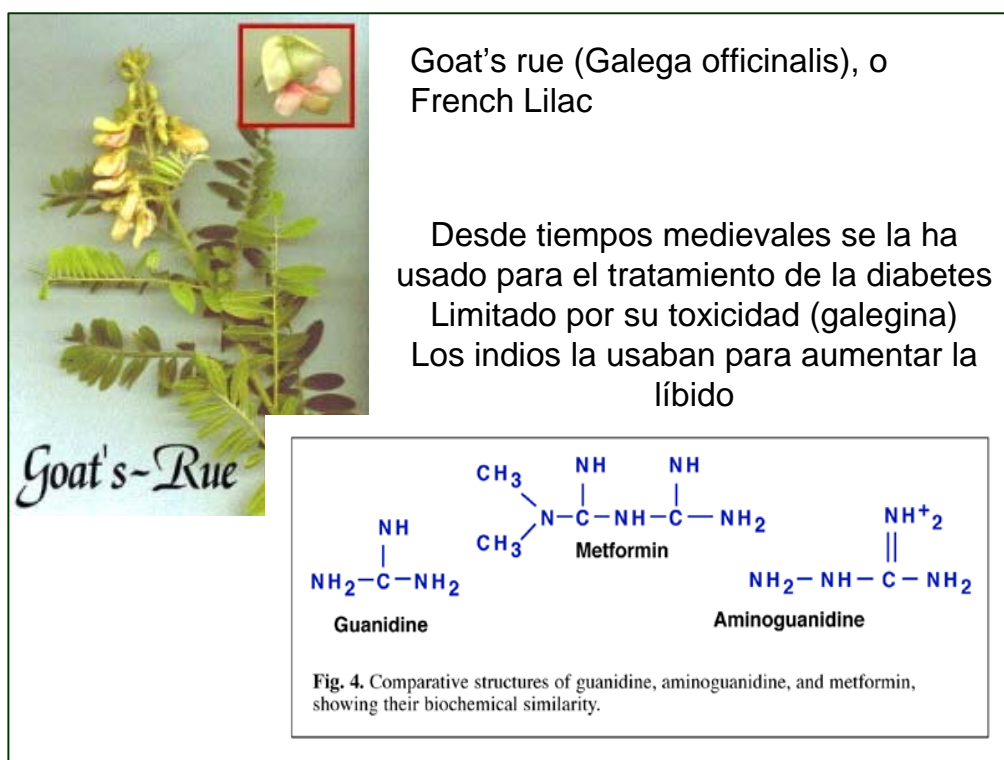 Goat's rue (Galega officinalis), o
French Lilac
Desde tiempos medievales se la ha
usado para el tratamiento de la diabetes
Limitado por su toxicidad (galegina)
Los indios la usaban para aumentar la
líbido
Goat's~Rue
NH
NH2–C–NH2
Guanidine
CH3 NH NH
N–C–NH–C–NH2
CH3
Metformin
NH+2
NH2–NH–C–NH2
Aminoguanidine
Fig. 4. Comparative structures of guanidine, aminoguanidine, and metformin,
showing their biochemical similarity.